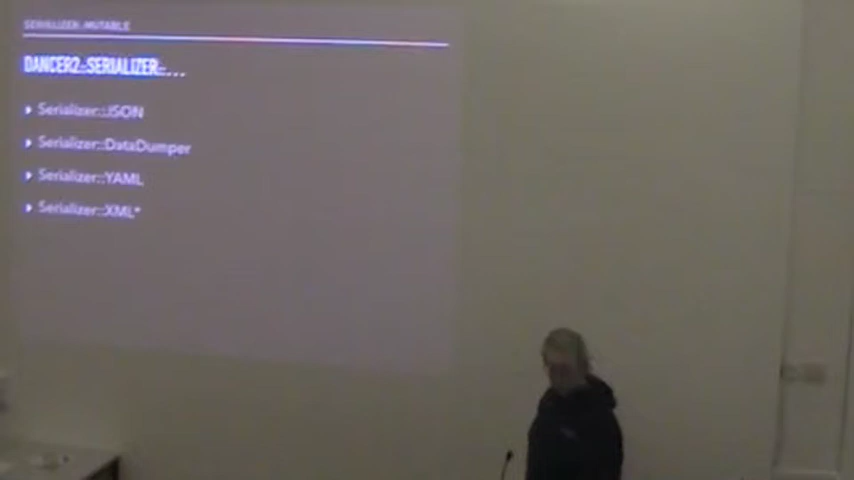 SERIALIZER::MUTABLE
DANCER2::SERIALIZER::...
Serializer::JSON
Serializer::DataDumper
Serializer::YAML
Serializer::XML*